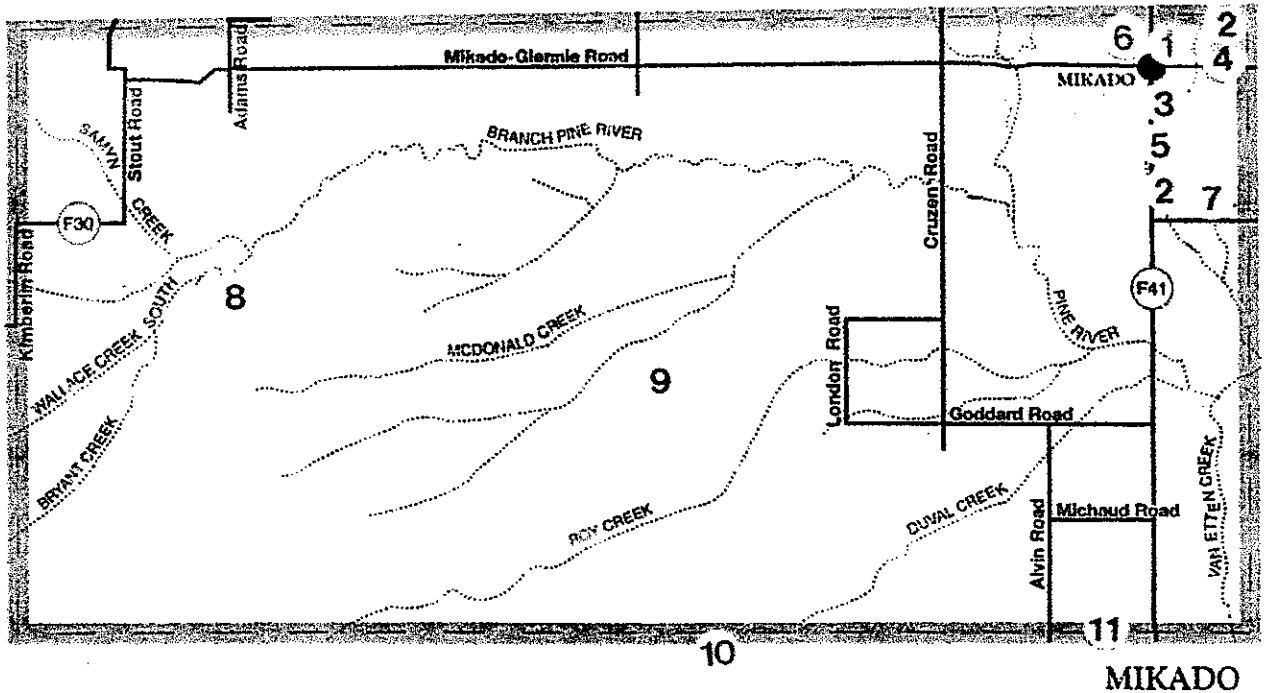 6
1
2
Adams Road
Mikado-Glennie Road
4
MIKADO
3
Stout Road
SAMYN
CREEK
BRANCH PINE RIVER
Cruzen Road
5
2
7
F30
Kimberlin Road
8
SOUTH
F41
WALLACE CREEK
MCDONALD CREEK
PINE RIVER
London Road
9
Goddard Road
BRYANT CREEK
ROY CREEK
DUVAL CREEK
Michaud Road
Alvin Road
VAN ETTEN CREEK
10
11
MIKADO